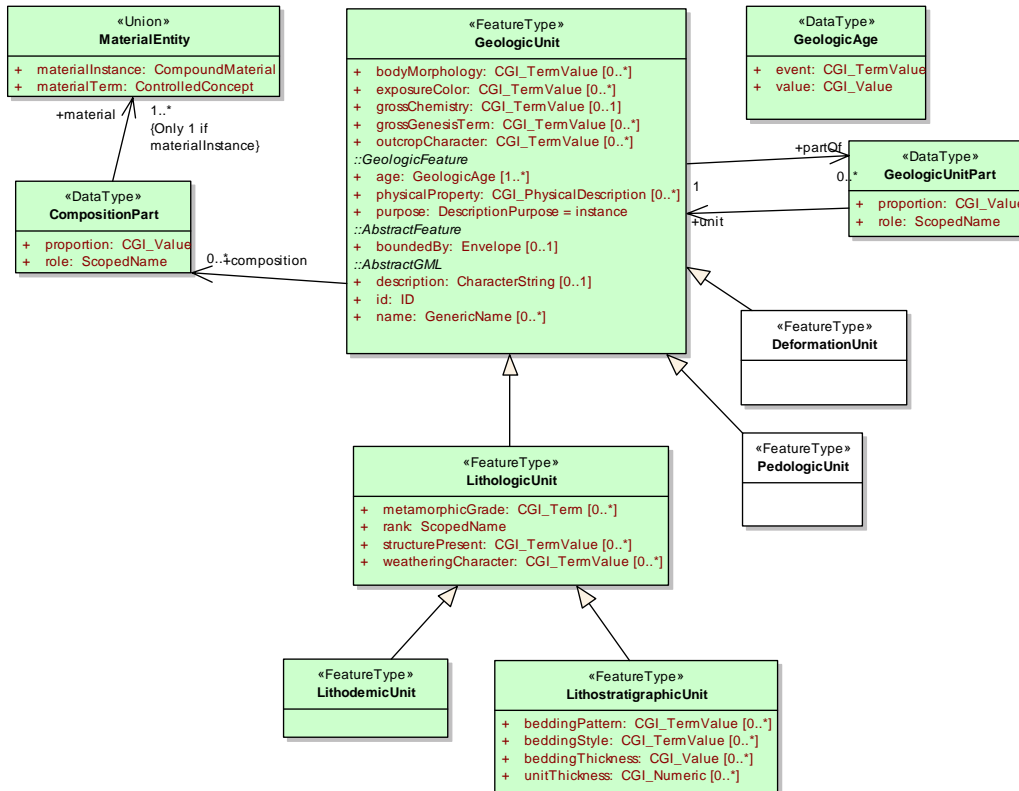 «Union»
MaterialEntity
+ materialInstance: CompoundMaterial
+ materialTerm: ControlledConcept
+material
1..*
{Only 1 if
materialInstance}
«DataType»
CompositionPart
+ proportion: CGI_Value
+ role: ScopedName
0..*
+composition
«FeatureType»
GeologicUnit
+ bodyMorphology: CGI_TermValue [0..*]
+ exposureColor: CGI_TermValue [0..*]
+ grossChemistry: CGI_TermValue [0..1]
+ grossGenesisTerm: CGI_TermValue [0..*]
+ outcropCharacter: CGI_TermValue [0..*]
::GeologicFeature
+ age: GeologicAge [1..*]
+ physicalProperty: CGI_PhysicalDescription [0..*]
+ purpose: DescriptionPurpose = instance
::AbstractFeature
+ boundedBy: Envelope [0..1]
::AbstractGML
+ description: CharacterString [0..1]
+ id: ID
+ name: GenericName [0..*]
«DataType»
GeologicAge
+ event: CGI_TermValue
+ value: CGI_Value
+partOf
0..*
1
+unit
«DataType»
GeologicUnitPart
+ proportion: CGI_Value
+ role: ScopedName
«FeatureType»
DeformationUnit
«FeatureType»
PedologicUnit
«FeatureType»
LithologicUnit
+ metamorphicGrade: CGI_Term [0..*]
+ rank: ScopedName
+ structurePresent: CGI_TermValue [0..*]
+ weatheringCharacter: CGI_TermValue [0..*]
«FeatureType»
LithodemicUnit
«FeatureType»
LithostratigraphicUnit
+ beddingPattern: CGI_TermValue [0..*]
+ beddingStyle: CGI_TermValue [0..*]
+ beddingThickness: CGI_Value [0..*]
+ unitThickness: CGI_Numeric [0..*]